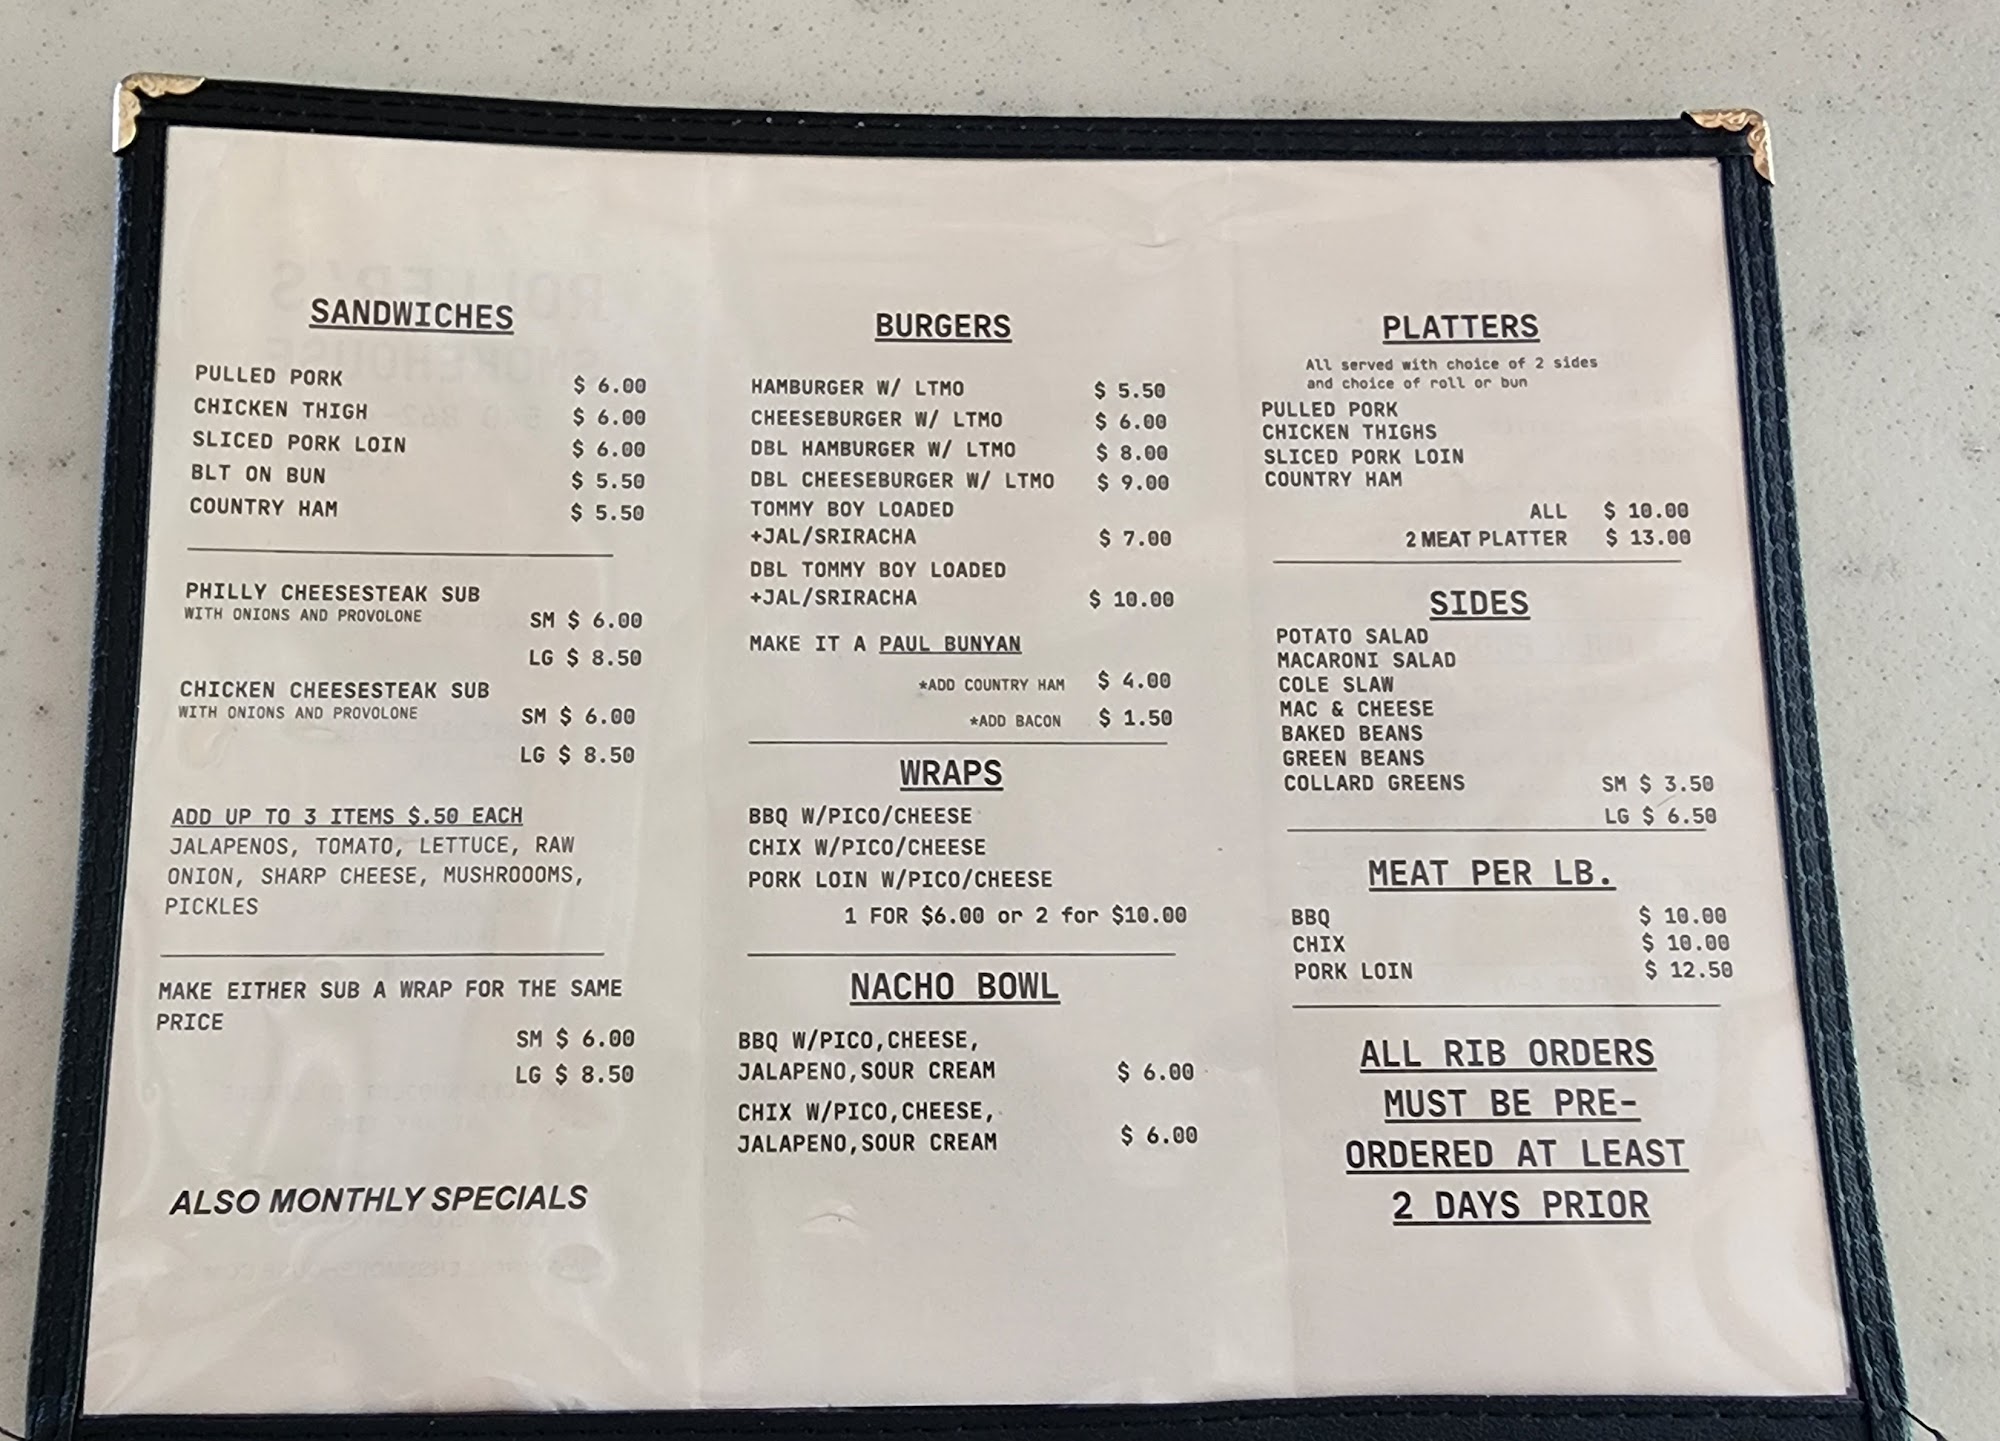 SANDWICHES
PULLED PORK $ 6.00
CHICKEN THIGH $ 6.00
SLICED PORK LOIN $ 6.00
BLT ON BUN $ 5.50
COUNTRY HAM $ 5.50
PHILLY CHEESESTEAK SUB
WITH ONIONS AND PROVOLONE
SM $ 6.00
LG $ 8.50
CHICKEN CHEESESTEAK SUB
WITH ONIONS AND PROVOLONE
SM $ 6.00
LG $ 8.50
ADD UP TO 3 ITEMS $.50 EACH
JALAPENOS, TOMATO, LETTUCE, RAW
ONION, SHARP CHEESE, MUSHROOOMS,
PICKLES
MAKE EITHER SUB A WRAP FOR THE SAME
PRICE
SM $ 6.00
LG $ 8.50
ALSO MONTHLY SPECIALS
BURGERS
HAMBURGER W/ LTMO $ 5.50
CHEESEBURGER W/ LTMO $ 6.00
DBL HAMBURGER W/ LTMO $ 8.00
DBL CHEESEBURGER W/ LTMO $ 9.00
TOMMY BOY LOADED
+JAL/SRIRACHA $ 7.00
DBL TOMMY BOY LOADED
+JAL/SRIRACHA $ 10.00
MAKE IT A PAUL BUNYAN
*ADD COUNTRY HAM $ 4.00
*ADD BACON $ 1.50
WRAPS
BBQ W/PICO/CHEESE
CHIX W/PICO/CHEESE
PORK LOIN W/PICO/CHEESE
1 FOR $6.00 or 2 for $10.00
NACHO BOWL
BBQ W/PICO,CHEESE,
JALAPENO,SOUR CREAM $ 6.00
CHIX W/PICO,CHEESE,
JALAPENO,SOUR CREAM $ 6.00
PLATTERS
All served with choice of 2 sides
and choice of roll or bun
PULLED PORK
CHICKEN THIGHS
SLICED PORK LOIN
COUNTRY HAM
ALL $ 10.00
2 MEAT PLATTER $ 13.00
SIDES
POTATO SALAD
MACARONI SALAD
COLE SLAW
MAC & CHEESE
BAKED BEANS
GREEN BEANS
COLLARD GREENS SM $ 3.50
LG $ 6.50
MEAT PER LB.
BBQ $ 10.00
CHIX $ 10.00
PORK LOIN $ 12.50
ALL RIB ORDERS
MUST BE PRE-
ORDERED AT LEAST
2 DAYS PRIOR